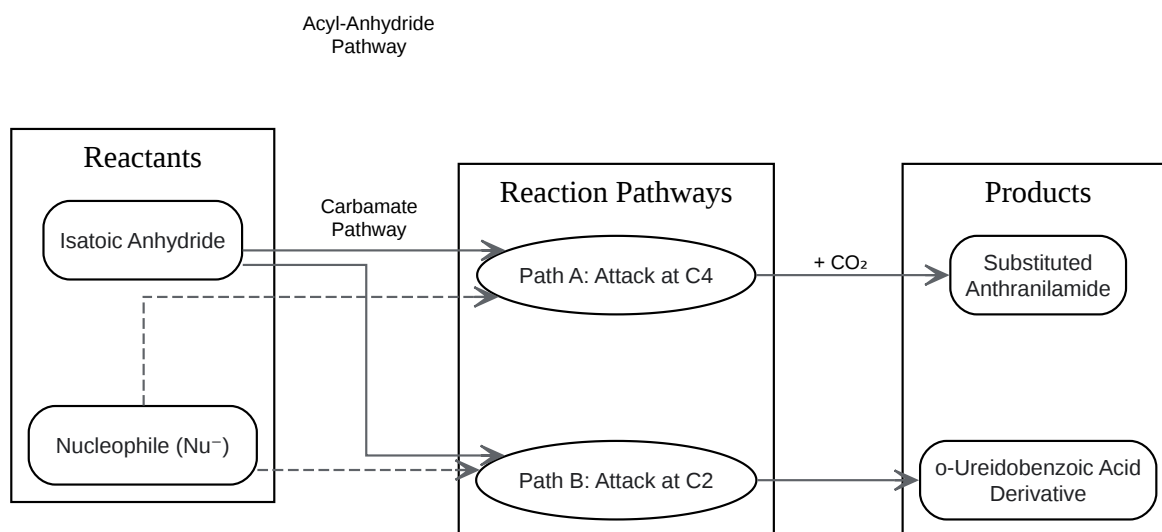 Acyl-Anhydride
Pathway
Reactants
Reaction Pathways
Products
Carbamate
Pathway
Isatoic Anhydride
Path A: Attack at C4
+ CO₂
Substituted
Anthranilamide
Nucleophile (Nu⁻)
Path B: Attack at C2
o-Ureidobenzoic Acid
Derivative